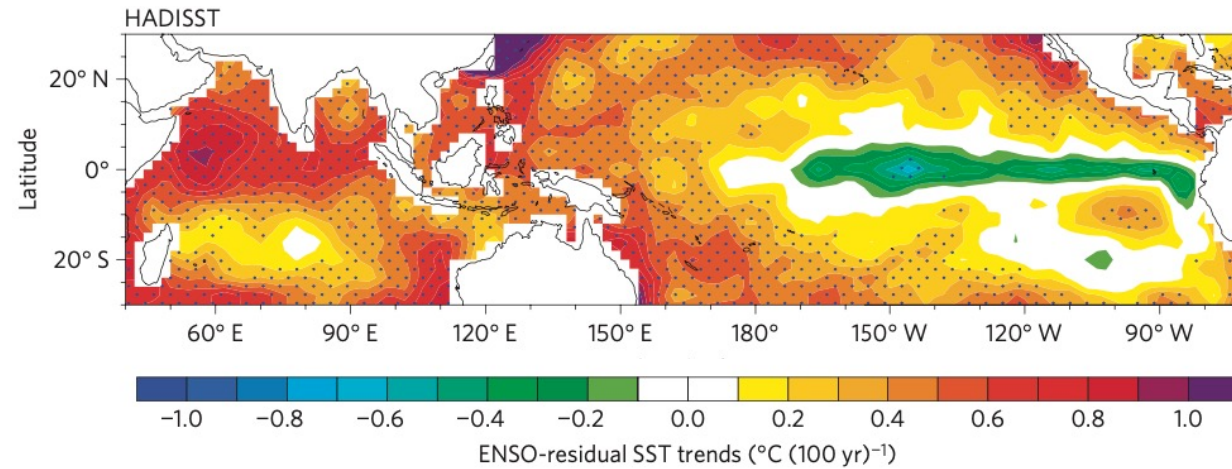 HADISST
20° N
0°
20° S
Latitude
60° E 90° E 120° E 150° E 180° 150° W 120° W 90° W
−1.0 −0.8 −0.6 −0.4 −0.2 0.0 0.2 0.4 0.6 0.8 1.0
ENSO-residual SST trends (°C (100 yr)⁻¹)